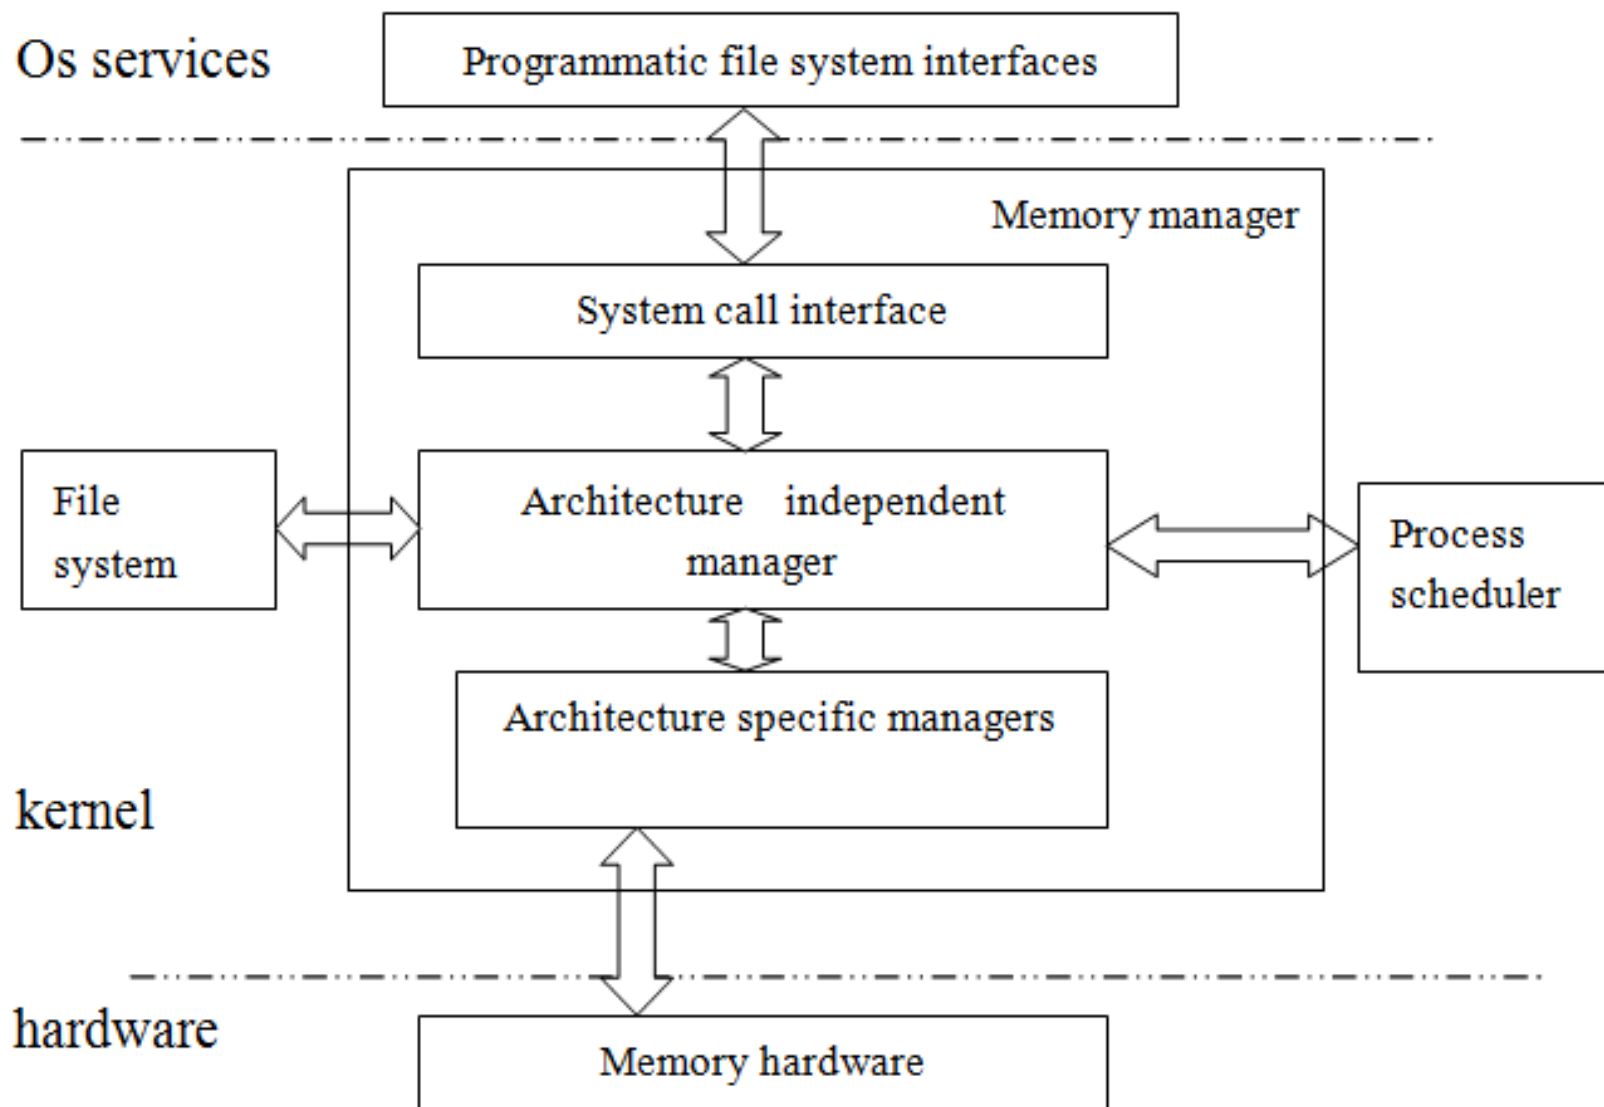 Os services
Programmatic file system interfaces
Memory manager
System call interface
File
system
Architecture independent
manager
Process
scheduler
Architecture specific managers
kernel
hardware
Memory hardware